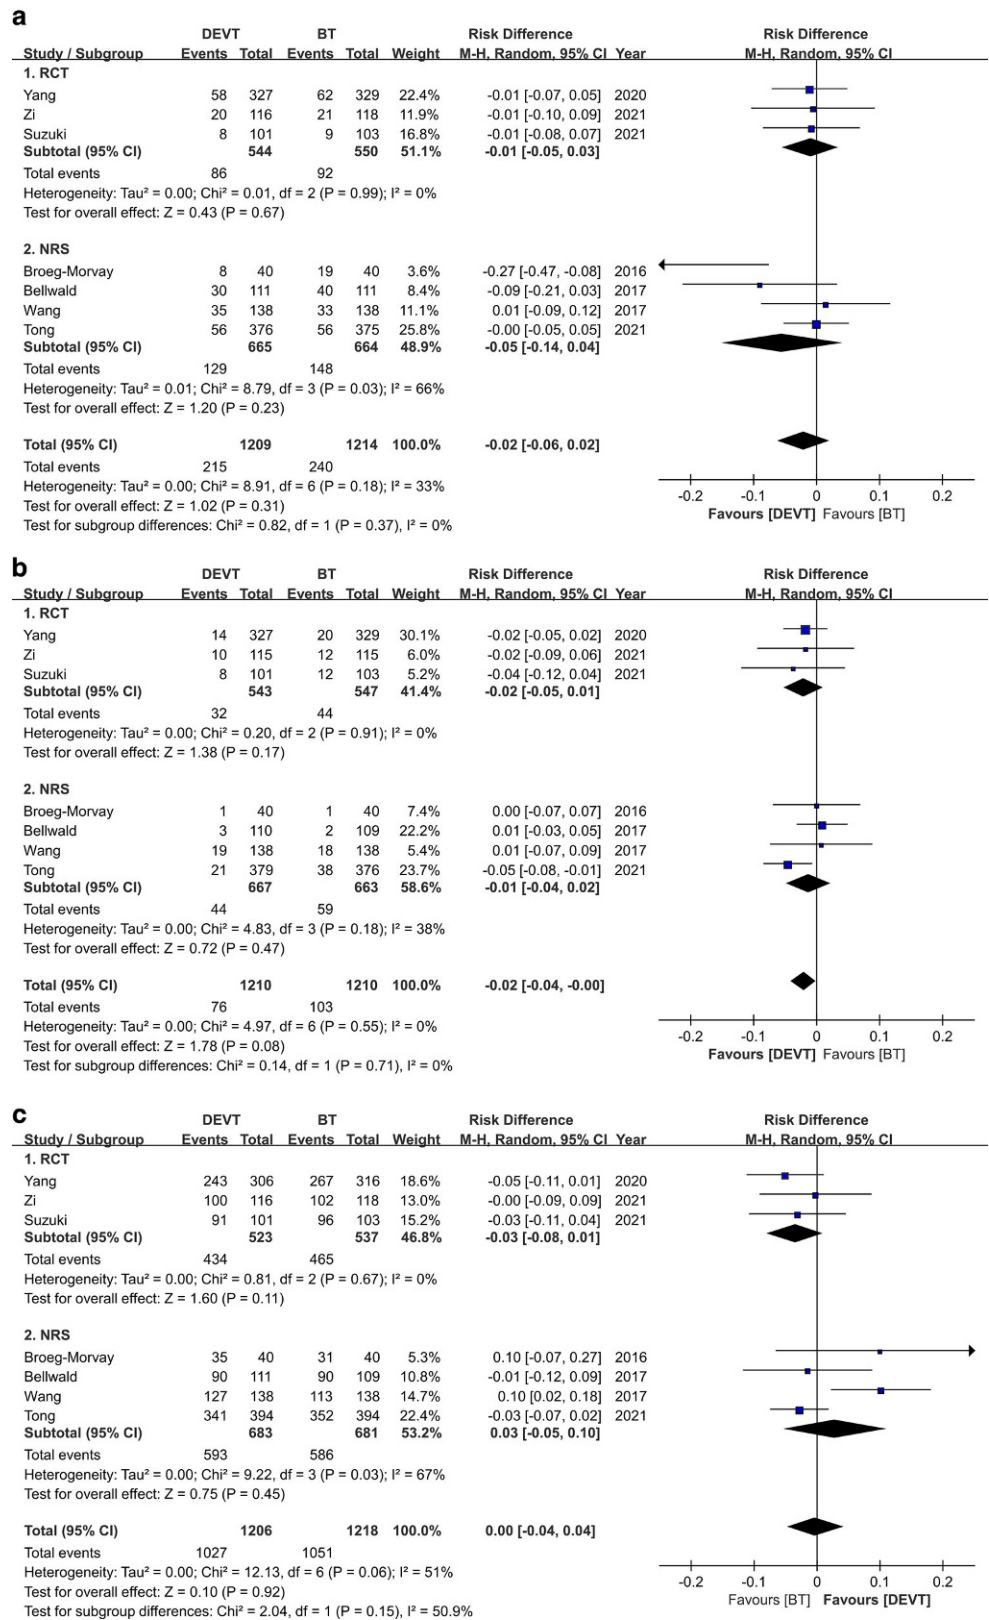 a
DEVT BT Risk Difference Risk Difference
Study / Subgroup Events Total Events Total Weight M-H, Random, 95% CI Year M-H, Random, 95% CI
1. RCT
Yang 58 327 62 329 22.4% -0.01 [-0.07, 0.05] 2020
Zi 20 116 21 118 11.9% -0.01 [-0.10, 0.09] 2021
Suzuki 8 101 9 103 16.8% -0.01 [-0.08, 0.07] 2021
Subtotal (95% CI) 544 550 51.1% -0.01 [-0.05, 0.03]
Total events 86 92
Heterogeneity: Tau² = 0.00; Chi² = 0.01, df = 2 (P = 0.99); I² = 0%
Test for overall effect: Z = 0.43 (P = 0.67)
2. NRS
Broeg-Morvay 8 40 19 40 3.6% -0.27 [-0.47, -0.08] 2016
Bellwald 30 111 40 111 8.4% -0.09 [-0.21, 0.03] 2017
Wang 35 138 33 138 11.1% 0.01 [-0.09, 0.12] 2017
Tong 56 376 56 375 25.8% -0.00 [-0.05, 0.05] 2021
Subtotal (95% CI) 665 664 48.9% -0.05 [-0.14, 0.04]
Total events 129 148
Heterogeneity: Tau² = 0.01; Chi² = 8.79, df = 3 (P = 0.03); I² = 66%
Test for overall effect: Z = 1.20 (P = 0.23)
Total (95% CI) 1209 1214 100.0% -0.02 [-0.06, 0.02]
Total events 215 240
Heterogeneity: Tau² = 0.00; Chi² = 8.91, df = 6 (P = 0.18); I² = 33%
Test for overall effect: Z = 1.02 (P = 0.31)
Test for subgroup differences: Chi² = 0.82, df = 1 (P = 0.37), I² = 0%
-0.2 -0.1 0 0.1 0.2
Favours [DEVT] Favours [BT]
b
DEVT BT Risk Difference Risk Difference
Study / Subgroup Events Total Events Total Weight M-H, Random, 95% CI Year M-H, Random, 95% CI
1. RCT
Yang 14 327 20 329 30.1% -0.02 [-0.05, 0.02] 2020
Zi 10 115 12 115 6.0% -0.02 [-0.09, 0.06] 2021
Suzuki 8 101 12 103 5.2% -0.04 [-0.12, 0.04] 2021
Subtotal (95% CI) 543 547 41.4% -0.02 [-0.05, 0.01]
Total events 32 44
Heterogeneity: Tau² = 0.00; Chi² = 0.20, df = 2 (P = 0.91); I² = 0%
Test for overall effect: Z = 1.38 (P = 0.17)
2. NRS
Broeg-Morvay 1 40 1 40 7.4% 0.00 [-0.07, 0.07] 2016
Bellwald 3 110 2 109 22.2% 0.01 [-0.03, 0.05] 2017
Wang 19 138 18 138 5.4% 0.01 [-0.07, 0.09] 2017
Tong 21 379 38 376 23.7% -0.05 [-0.08, -0.01] 2021
Subtotal (95% CI) 667 663 58.6% -0.01 [-0.04, 0.02]
Total events 44 59
Heterogeneity: Tau² = 0.00; Chi² = 4.83, df = 3 (P = 0.18); I² = 38%
Test for overall effect: Z = 0.72 (P = 0.47)
Total (95% CI) 1210 1210 100.0% -0.02 [-0.04, -0.00]
Total events 76 103
Heterogeneity: Tau² = 0.00; Chi² = 4.97, df = 6 (P = 0.55); I² = 0%
Test for overall effect: Z = 1.78 (P = 0.08)
Test for subgroup differences: Chi² = 0.14, df = 1 (P = 0.71), I² = 0%
-0.2 -0.1 0 0.1 0.2
Favours [DEVT] Favours [BT]
c
DEVT BT Risk Difference Risk Difference
Study / Subgroup Events Total Events Total Weight M-H, Random, 95% CI Year M-H, Random, 95% CI
1. RCT
Yang 243 306 267 316 18.6% -0.05 [-0.11, 0.01] 2020
Zi 100 116 102 118 13.0% -0.00 [-0.09, 0.09] 2021
Suzuki 91 101 96 103 15.2% -0.03 [-0.11, 0.04] 2021
Subtotal (95% CI) 523 537 46.8% -0.03 [-0.08, 0.01]
Total events 434 465
Heterogeneity: Tau² = 0.00; Chi² = 0.81, df = 2 (P = 0.67); I² = 0%
Test for overall effect: Z = 1.60 (P = 0.11)
2. NRS
Broeg-Morvay 35 40 31 40 5.3% 0.10 [-0.07, 0.27] 2016
Bellwald 90 111 90 109 10.8% -0.01 [-0.12, 0.09] 2017
Wang 127 138 113 138 14.7% 0.10 [0.02, 0.18] 2017
Tong 341 394 352 394 22.4% -0.03 [-0.07, 0.02] 2021
Subtotal (95% CI) 683 681 53.2% 0.03 [-0.05, 0.10]
Total events 593 586
Heterogeneity: Tau² = 0.00; Chi² = 9.22, df = 3 (P = 0.03); I² = 67%
Test for overall effect: Z = 0.75 (P = 0.45)
Total (95% CI) 1206 1218 100.0% 0.00 [-0.04, 0.04]
Total events 1027 1051
Heterogeneity: Tau² = 0.00; Chi² = 12.13, df = 6 (P = 0.06); I² = 51%
Test for overall effect: Z = 0.10 (P = 0.92)
Test for subgroup differences: Chi² = 2.04, df = 1 (P = 0.15), I² = 50.9%
-0.2 -0.1 0 0.1 0.2
Favours [BT] Favours [DEVT]